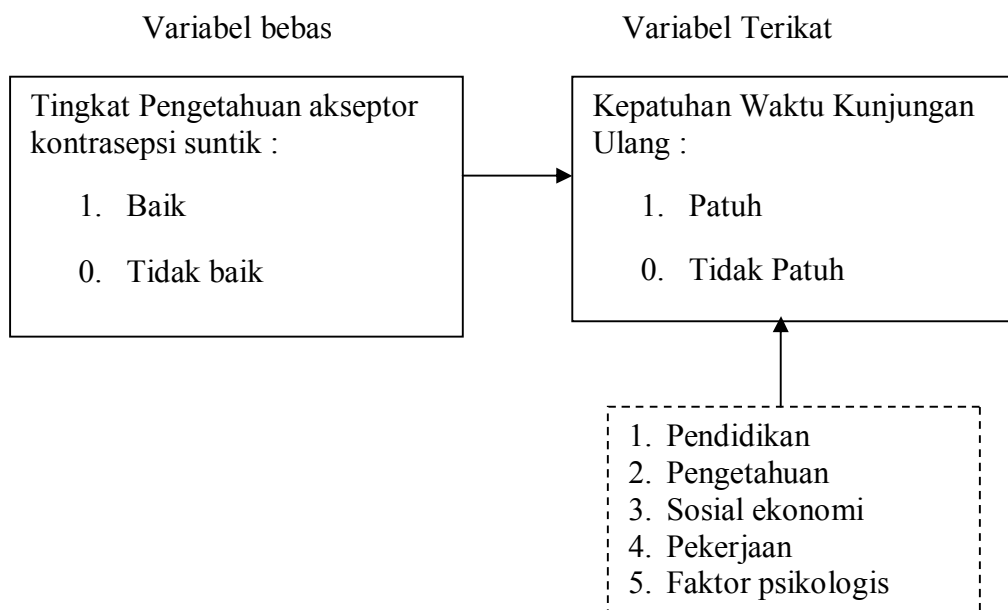 Variabel bebas
Variabel Terikat
Tingkat Pengetahuan akseptor
kontrasepsi suntik :
1. Baik
0. Tidak baik
Kepatuhan Waktu Kunjungan
Ulang :
1. Patuh
0. Tidak Patuh
1. Pendidikan
2. Pengetahuan
3. Sosial ekonomi
4. Pekerjaan
5. Faktor psikologis